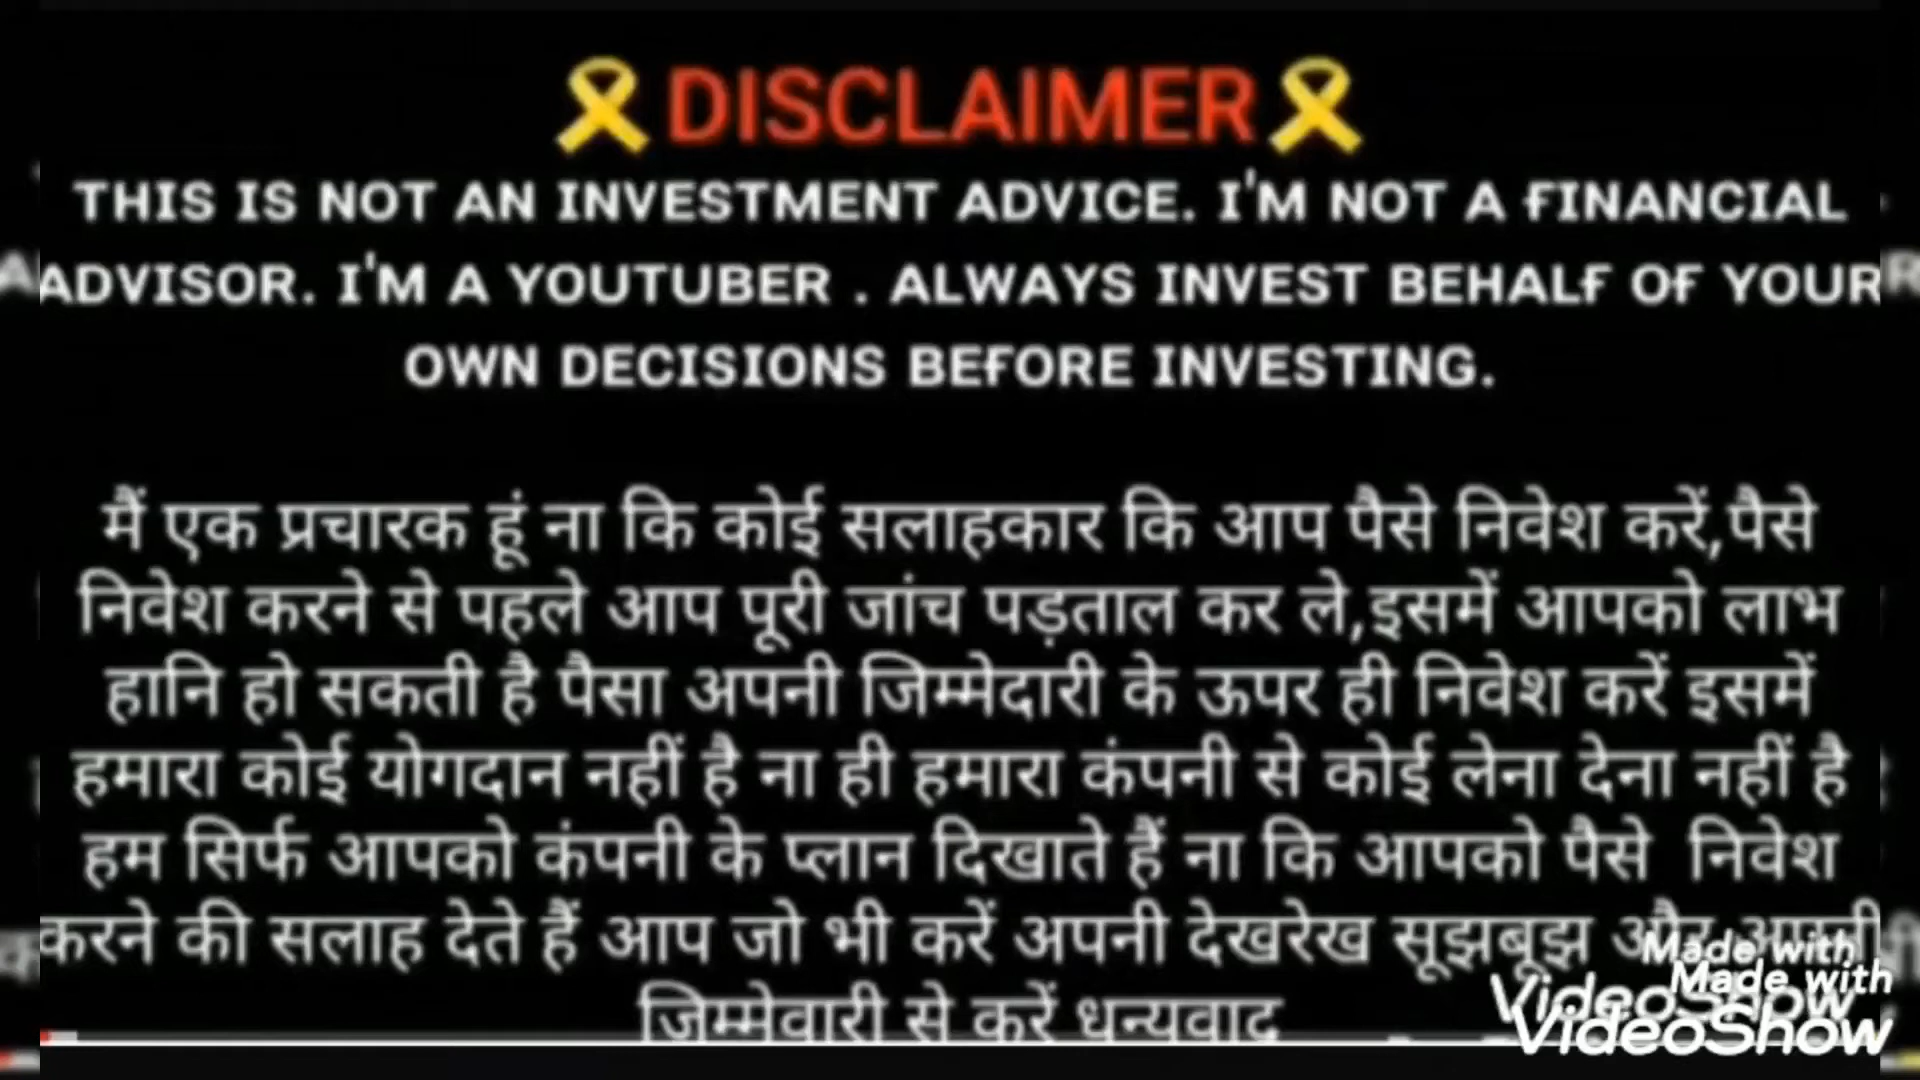 🎗DISCLAIMER🎗
THIS IS NOT AN INVESTMENT ADVICE. I'M NOT A FINANCIAL
ADVISOR. I'M A YOUTUBER . ALWAYS INVEST BEHALF OF YOUR
OWN DECISIONS BEFORE INVESTING.
मैं एक प्रचारक हूं ना कि कोई सलाहकार कि आप पैसे निवेश करें,पैसे
निवेश करने से पहले आप पूरी जांच पड़ताल कर ले,इसमें आपको लाभ
हानि हो सकती है पैसा अपनी जिम्मेदारी के ऊपर ही निवेश करें इसमें
हमारा कोई योगदान नहीं है ना ही हमारा कंपनी से कोई लेना देना नहीं है
हम सिर्फ आपको कंपनी के प्लान दिखाते हैं ना कि आपको पैसे निवेश
करने की सलाह देते हैं आप जो भी करें अपनी देखरेख सूझबूझ और अपनी
जिम्मेवारी से करें धन्यवाद
Made with
VideoShow
Made with
VideoShow